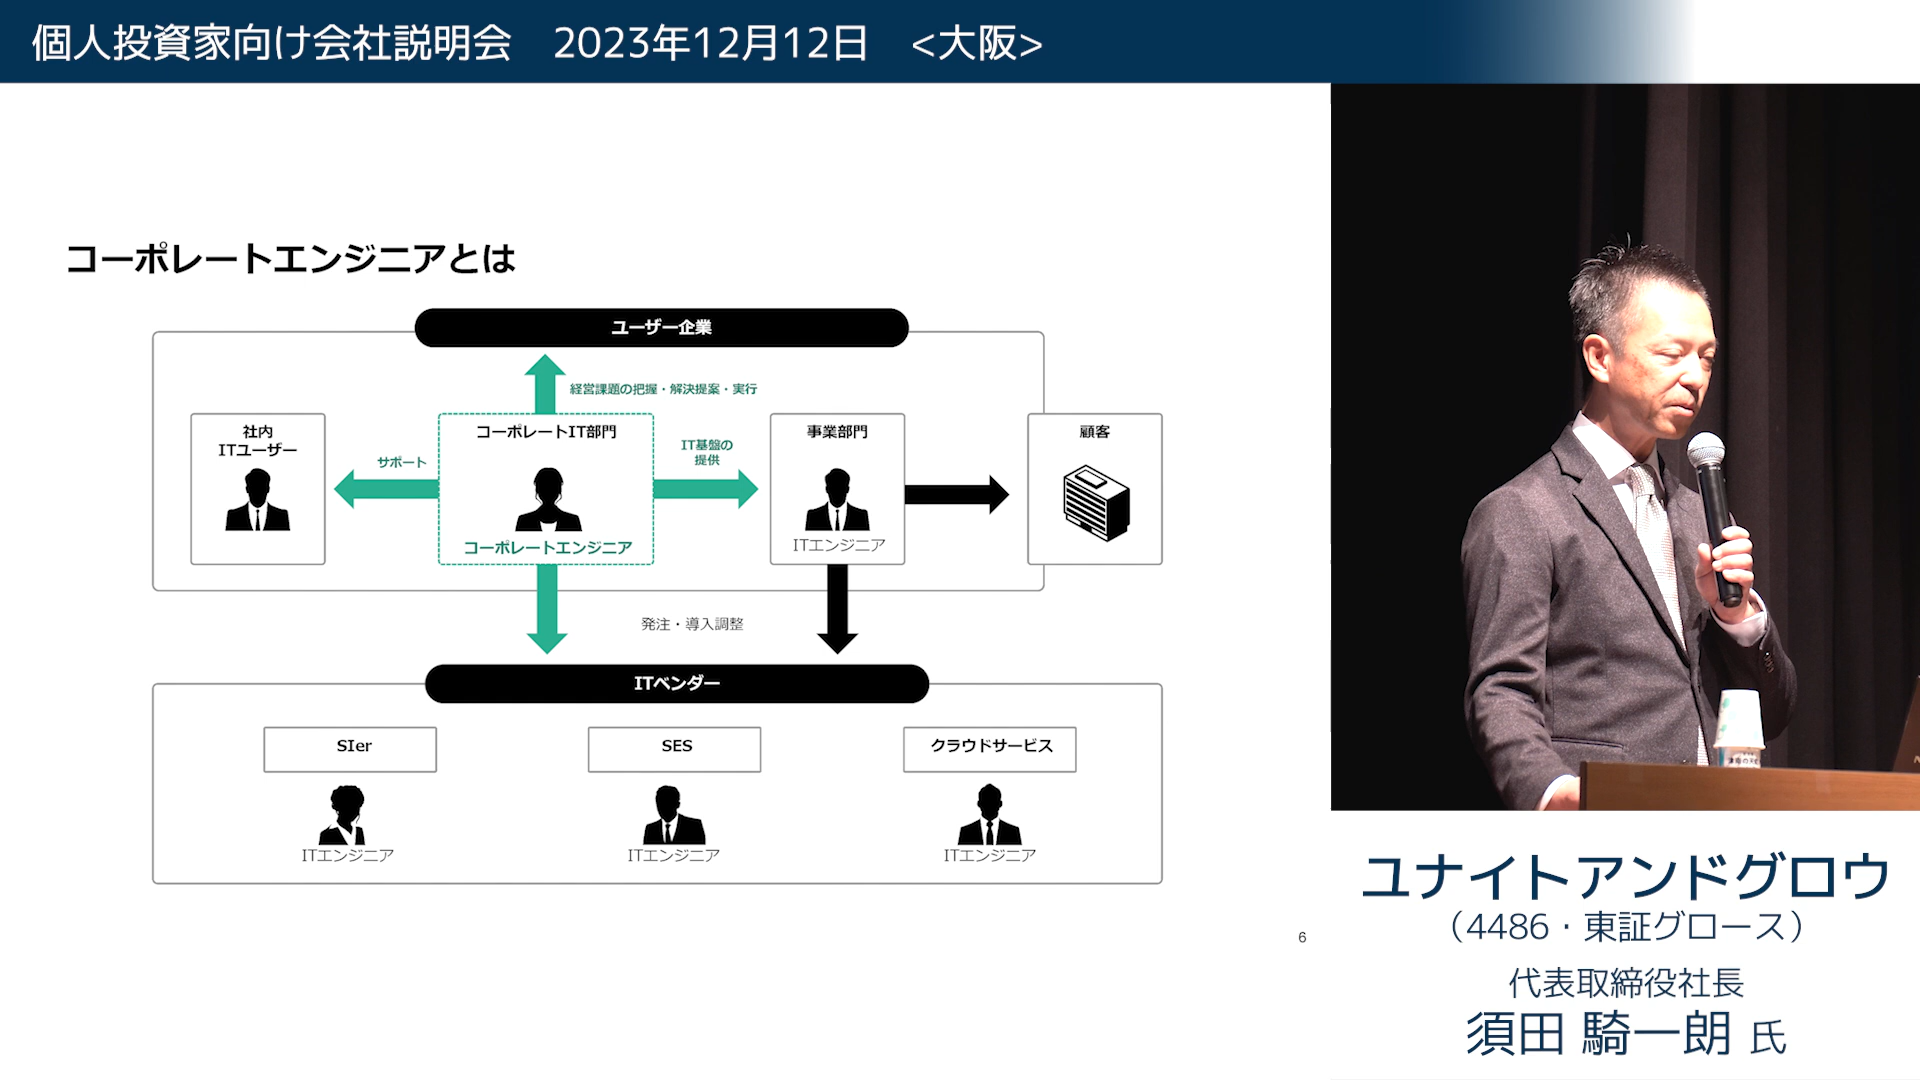 個人投資家向け会社説明会　2023年12月12日　<大阪>
コーポレートエンジニアとは
ユーザー企業
経営課題の把握・解決提案・実行
社内
ITユーザー
サポート
コーポレートIT部門
コーポレートエンジニア
IT基盤の
提供
事業部門
ITエンジニア
顧客
発注・導入調整
ITベンダー
SIer
ITエンジニア
SES
ITエンジニア
クラウドサービス
ITエンジニア
6
ユナイトアンドグロウ
（4486・東証グロース）
代表取締役社長
須田 騎一朗 氏